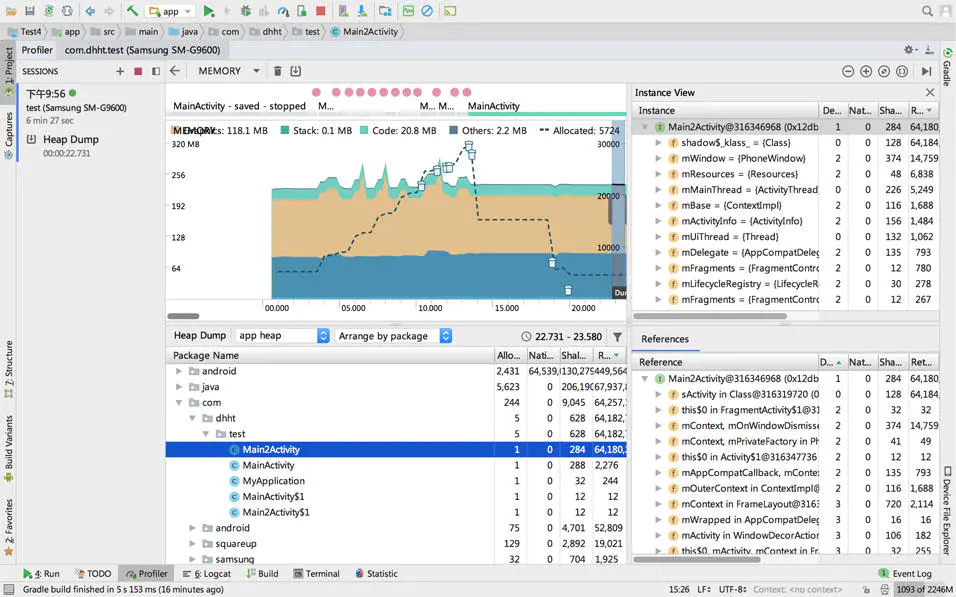 app
Test4 app src main java com dhht test Main2Activity
Profiler com.dhht.test (Samsung SM-G9600)
1: Project
Captures
7: Structure
Build Variants
2: Favorites
Gradle
Device File Explorer
SESSIONS
MEMORY
下午9:56
test (Samsung SM-G9600)
6 min 27 sec
Heap Dump
00:00:22.731
MainActivity - saved - stopped M... M... M... MainActivity
MEMORY
Graphics: 118.1 MB Stack: 0.1 MB Code: 20.8 MB Others: 2.2 MB Allocated: 5724
320 MB
256
192
128
64
30000
20000
10000
Dur
00.000 05.000 10.000 15.000 20.000
Heap Dump app heap Arrange by package 22.731 - 23.580
Package Name Allo... Nati... Shal... R...
android 2,431 64,539, 130,279 449,564
java 5,623 0 206,190 67,937,
com 244 0 9,045 64,257,
dhht 5 0 628 64,182,
test 5 0 628 64,182,
Main2Activity 1 0 284 64,180,
MainActivity 1 0 288 2,276
MyApplication 1 0 32 244
MainActivity$1 1 0 12 12
Main2Activity$1 1 0 12 12
android 75 0 4,701 52,809
squareup 129 0 2,892 19,021
samsung 32 0 704 1,925
Instance View
Instance De... Nat... Sha... R...
Main2Activity@316346968 (0x12db 1 0 284 64,180,
shadow$_klass_ = {Class} 0 0 128 64,184,
mWindow = {PhoneWindow} 2 0 374 14,759
mResources = {Resources} 2 0 48 6,838
mMainThread = {ActivityThread} 2 0 226 5,249
mBase = {ContextImpl} 2 0 116 1,688
mActivityInfo = {ActivityInfo} 2 0 156 1,484
mUiThread = {Thread} 0 0 132 1,062
mDelegate = {AppCompatDeleg 2 0 135 793
mFragments = {FragmentContro 2 0 12 780
mLifecycleRegistry = {LifecycleR 2 0 30 278
mFragments = {FragmentContro 2 0 12 267
References
Reference D... Nat... Sha... Ret...
Main2Activity@316346968 (0x12db 1 0 284 64,180,
sActivity in Class@316319720 (0x 0 0 128 64,184,
this$0 in FragmentActivity$1@31 0 32 32
mContext, mOnWindowDismisse 2 0 374 14,759
mContext, mPrivateFactory in Ph 2 0 41 49
this$0 in Activity$1@316347736 2 0 12 12
mAppCompatCallback, mConte 2 0 135 793
mOuterContext in ContextImpl@ 2 0 116 1,688
mContext in FrameLayout@3163 3 0 720 2,114
mWrapped in AppCompatDeleg 3 0 16 16
mActivity in WindowDecorAction 3 0 106 182
this$0, mActivity, mContext in 3 0 32 255
4: Run TODO Profiler 6: Logcat Build Terminal Statistic Event Log
Gradle build finished in 5 s 153 ms (16 minutes ago) 15:26 LF÷ UTF-8÷ Context: <no context> 1093 of 2246M